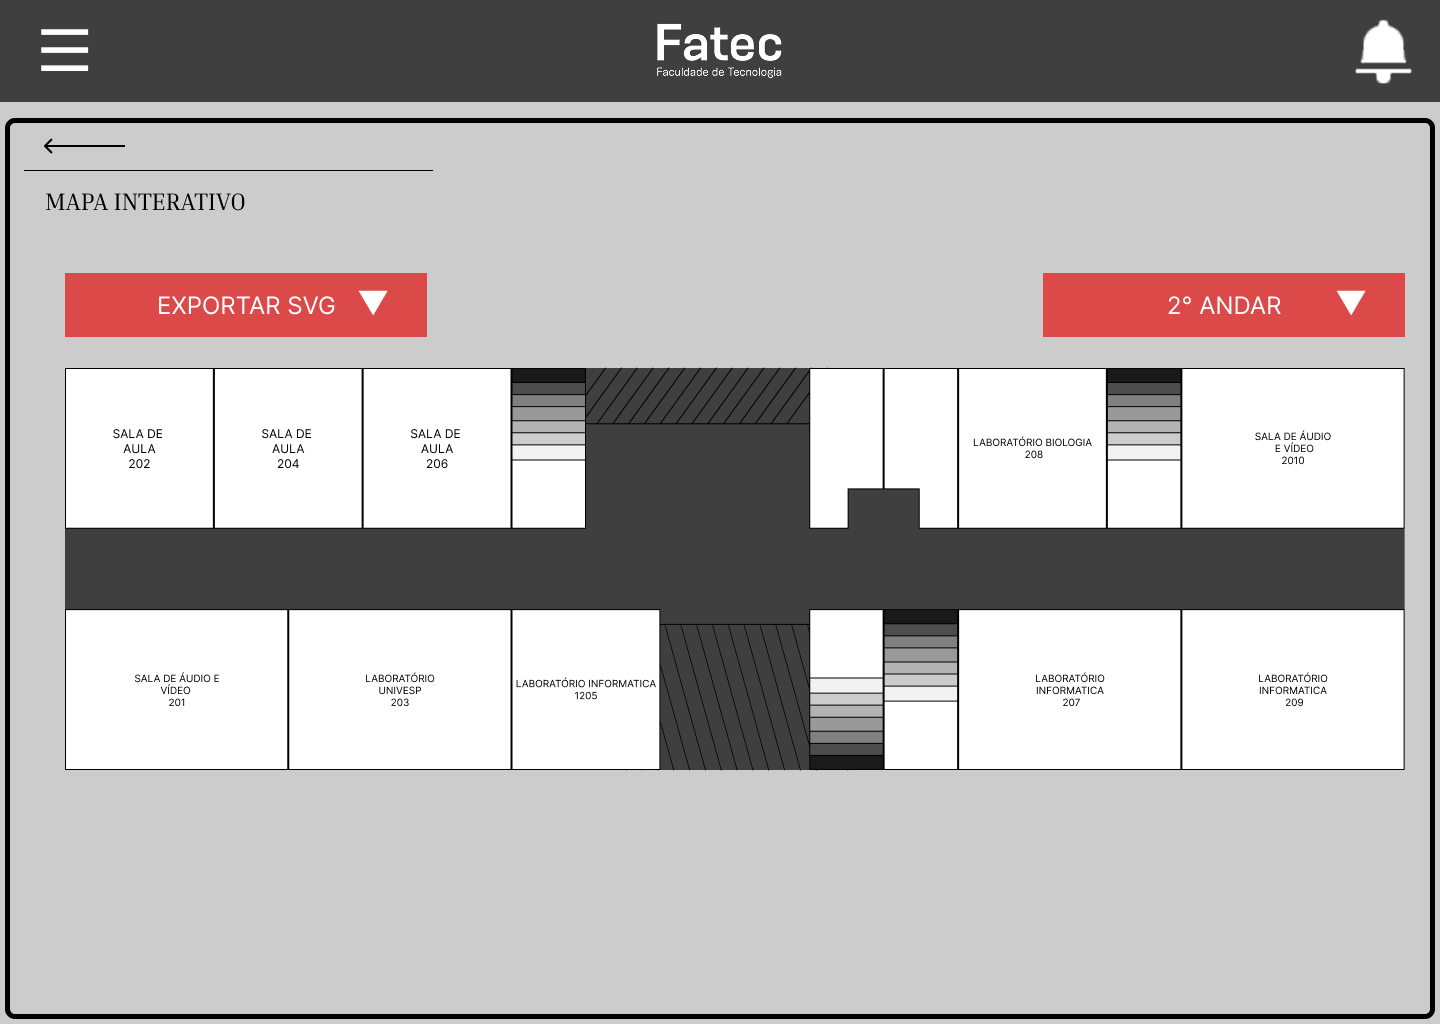 Fatec
Faculdade de Tecnologia
MAPA INTERATIVO
EXPORTAR SVG
2° ANDAR
SALA DE
AULA
202
SALA DE
AULA
204
SALA DE
AULA
206
LABORATÓRIO BIOLOGIA
208
SALA DE ÁUDIO
E VÍDEO
2010
SALA DE ÁUDIO E
VÍDEO
201
LABORATÓRIO
UNIVESP
203
LABORATÓRIO INFORMATICA
1205
LABORATÓRIO
INFORMATICA
207
LABORATÓRIO
INFORMATICA
209